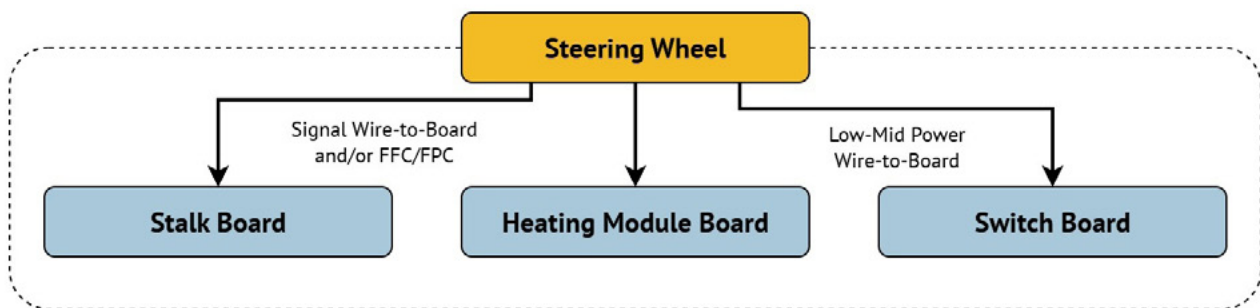 Steering Wheel
Signal Wire-to-Board
and/or FFC/FPC
Low-Mid Power
Wire-to-Board
Stalk Board
Heating Module Board
Switch Board